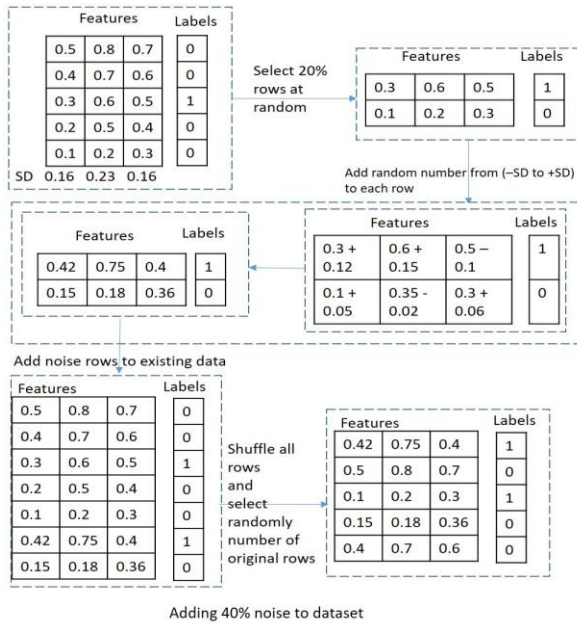 Features Labels
0.5 0.8 0.7 0
0.4 0.7 0.6 0
0.3 0.6 0.5 1
0.2 0.5 0.4 0
0.1 0.2 0.3 0
SD 0.16 0.23 0.16
Select 20%
rows at
random
Features Labels
0.3 0.6 0.5 1
0.1 0.2 0.3 0
Add random number from (–SD to +SD)
to each row
Features Labels
0.3 + 0.6 + 0.5 – 1
0.12 0.15 0.1
0.1 + 0.35 - 0.3 + 0
0.05 0.02 0.06
Features Labels
0.42 0.75 0.4 1
0.15 0.18 0.36 0
Add noise rows to existing data
Features Labels
0.5 0.8 0.7 0
0.4 0.7 0.6 0
0.3 0.6 0.5 1
0.2 0.5 0.4 0
0.1 0.2 0.3 0
0.42 0.75 0.4 1
0.15 0.18 0.36 0
Shuffle all
rows
and
select
randomly
number of
original rows
Features Labels
0.42 0.75 0.4 1
0.5 0.8 0.7 0
0.1 0.2 0.3 1
0.15 0.18 0.36 0
0.4 0.7 0.6 0
Adding 40% noise to dataset